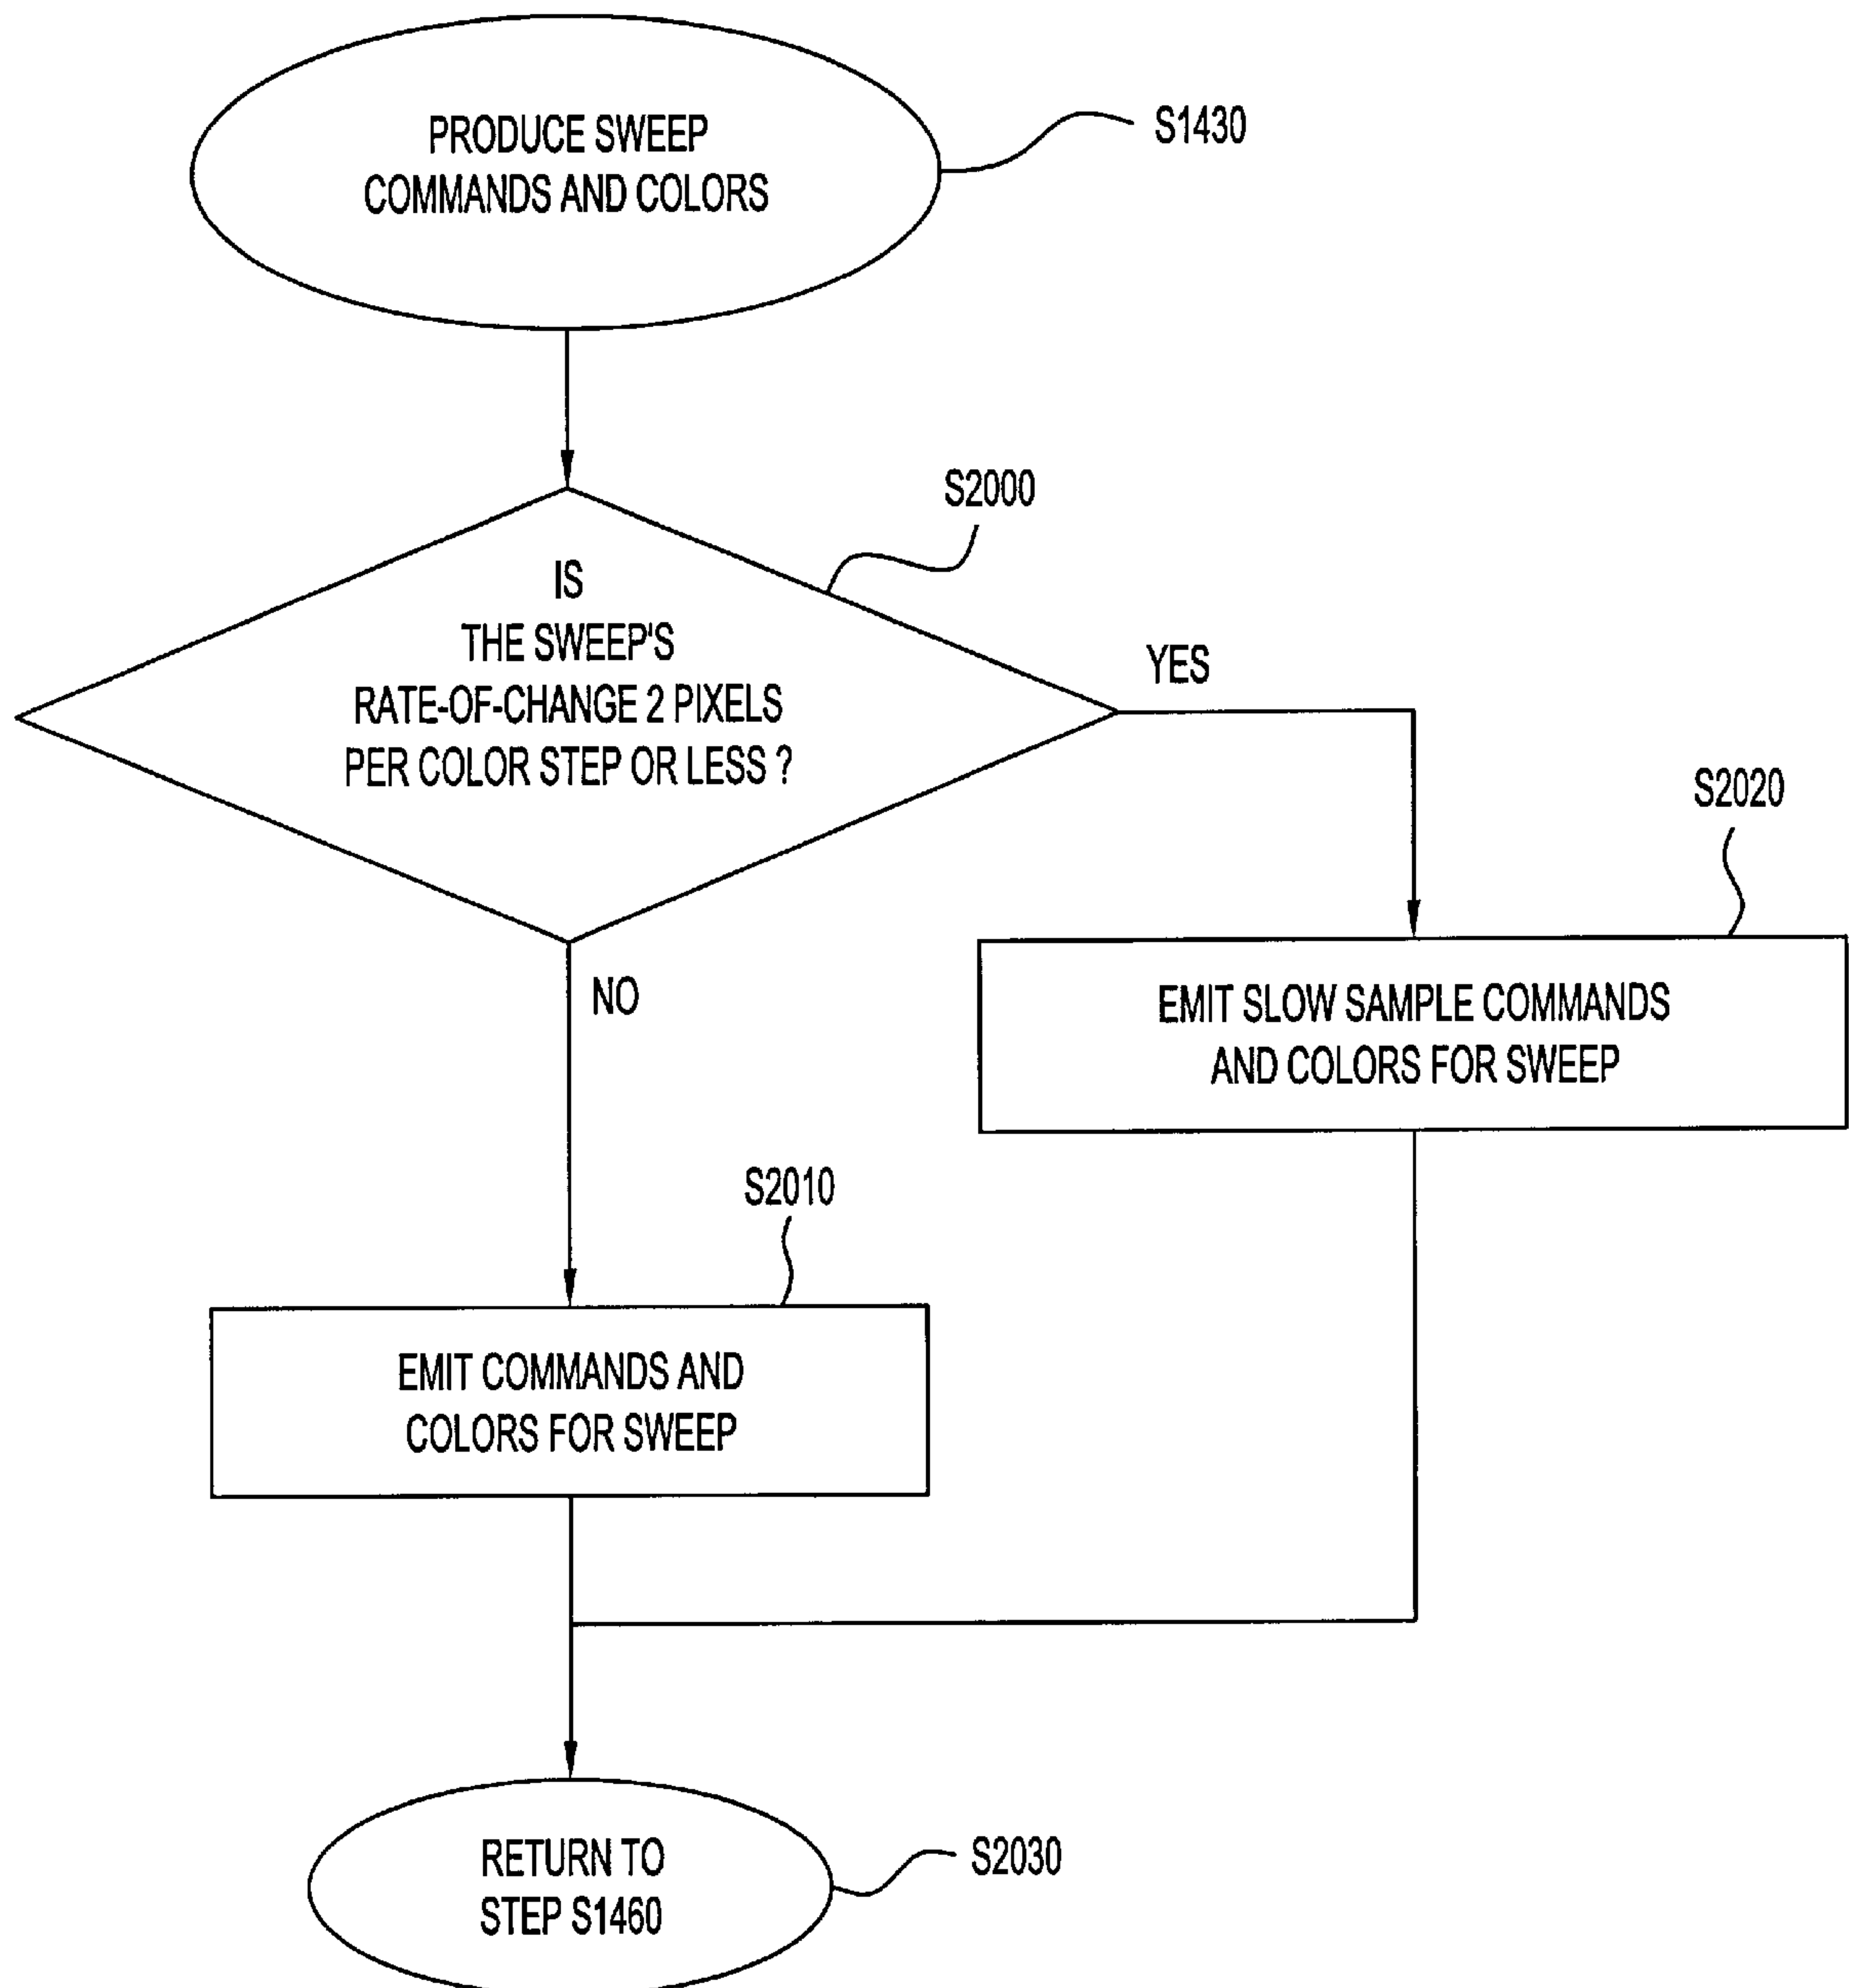 PRODUCE SWEEP
COMMANDS AND COLORS
S1430
S2000
IS
THE SWEEP'S
RATE-OF-CHANGE 2 PIXELS
PER COLOR STEP OR LESS ?
YES
S2020
NO
EMIT SLOW SAMPLE COMMANDS
AND COLORS FOR SWEEP
S2010
EMIT COMMANDS AND
COLORS FOR SWEEP
RETURN TO
STEP S1460
S2030